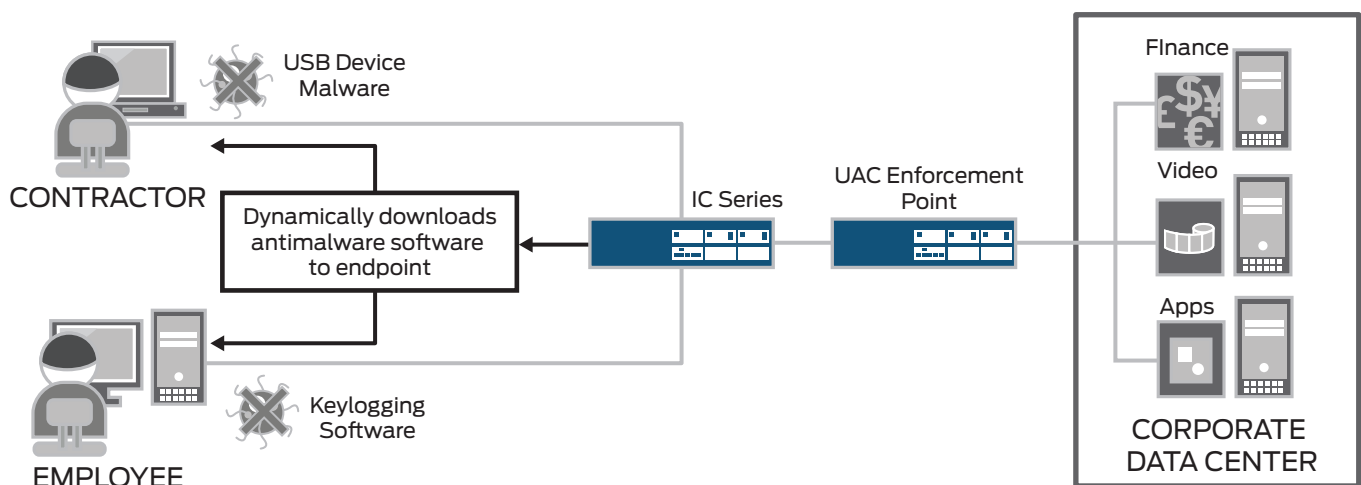 USB Device
Malware
CONTRACTOR
Dynamically downloads
antimalware software
to endpoint
Keylogging
Software
EMPLOYEE
IC Series
UAC Enforcement
Point
FInance
£ $ ¥ €
Video
Apps
CORPORATE
DATA CENTER